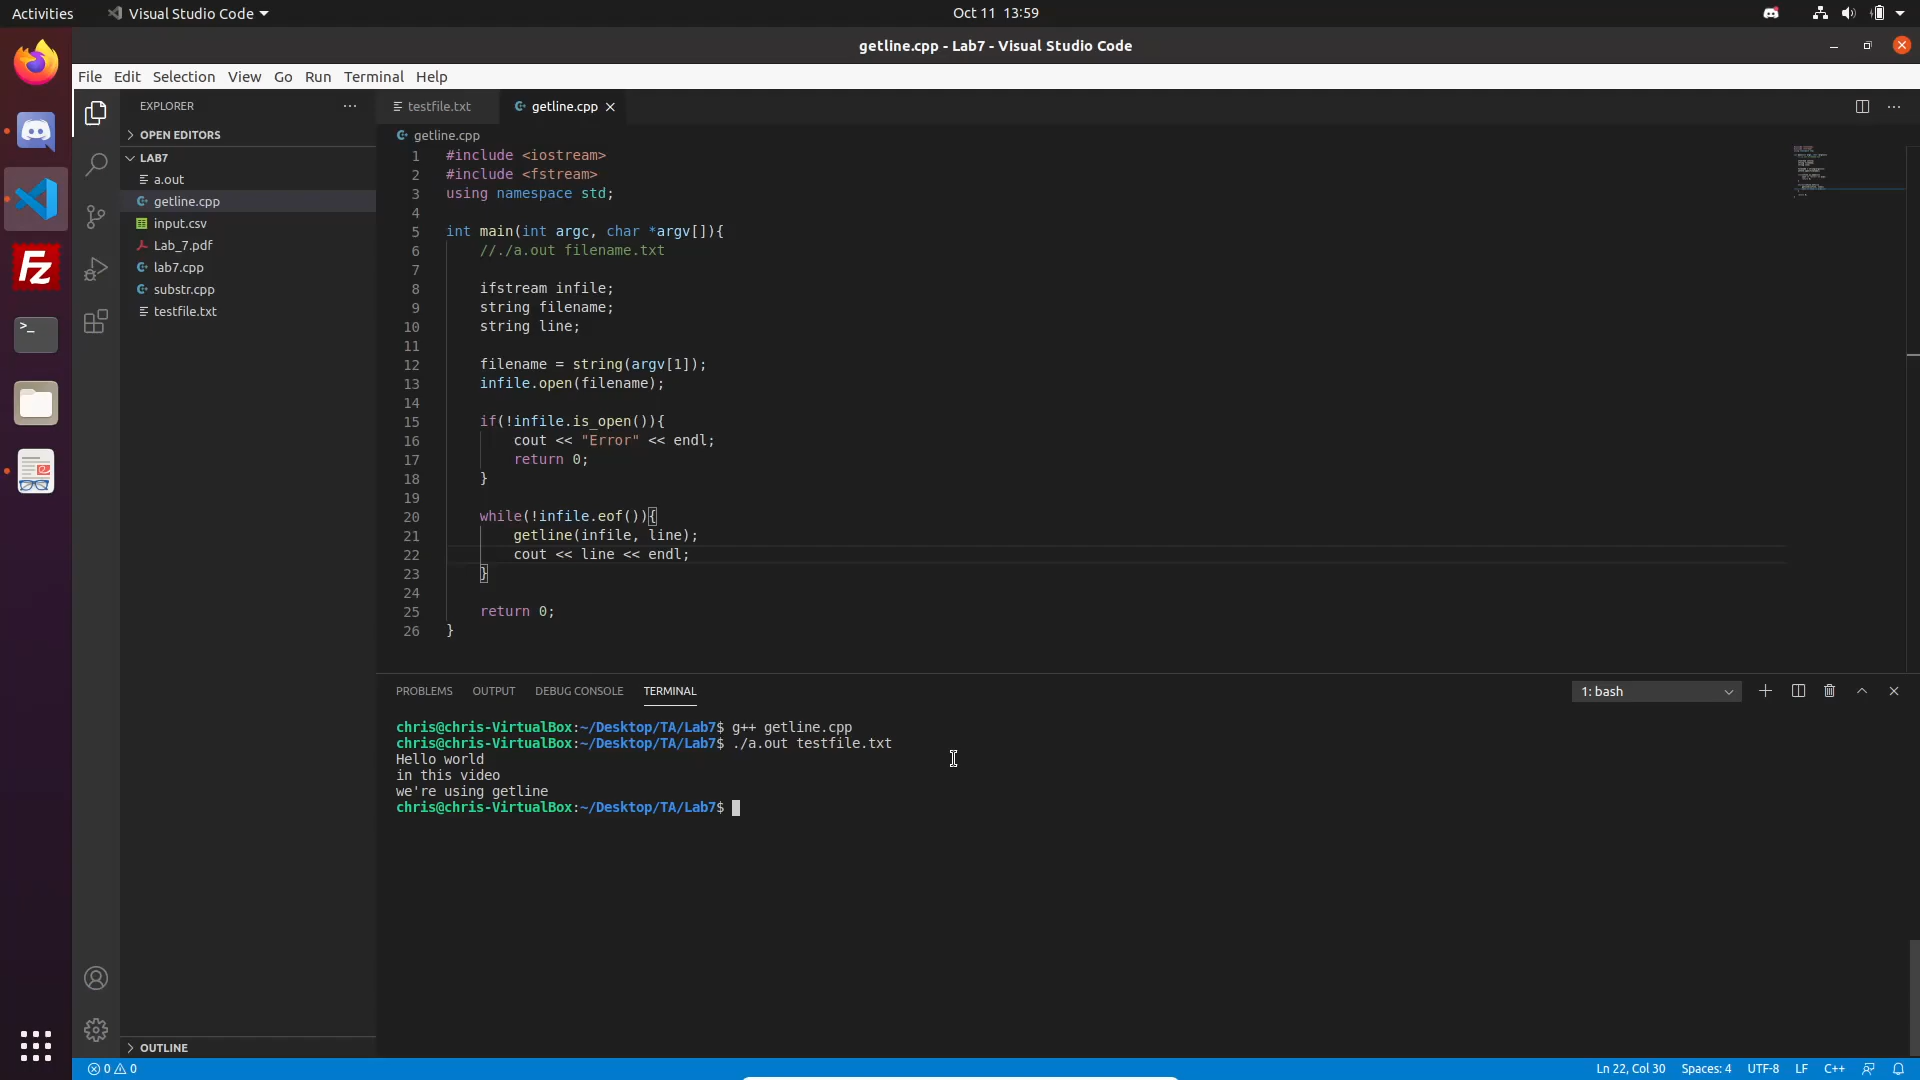 Activities Visual Studio Code Oct 11 13:59
getline.cpp - Lab7 - Visual Studio Code
File Edit Selection View Go Run Terminal Help
EXPLORER
OPEN EDITORS
LAB7
a.out
getline.cpp
input.csv
Lab_7.pdf
lab7.cpp
substr.cpp
testfile.txt
OUTLINE
testfile.txt getline.cpp
getline.cpp
1 #include <iostream>
2 #include <fstream>
3 using namespace std;
4
5 int main(int argc, char *argv[]){
6 //./a.out filename.txt
7
8 ifstream infile;
9 string filename;
10 string line;
11
12 filename = string(argv[1]);
13 infile.open(filename);
14
15 if(!infile.is_open()){
16 cout << "Error" << endl;
17 return 0;
18 }
19
20 while(!infile.eof()){
21 getline(infile, line);
22 cout << line << endl;
23 }
24
25 return 0;
26 }
PROBLEMS OUTPUT DEBUG CONSOLE TERMINAL 1: bash
chris@chris-VirtualBox:~/Desktop/TA/Lab7$ g++ getline.cpp
chris@chris-VirtualBox:~/Desktop/TA/Lab7$ ./a.out testfile.txt
Hello world
in this video
we're using getline
chris@chris-VirtualBox:~/Desktop/TA/Lab7$
0 0 Ln 22, Col 30 Spaces: 4 UTF-8 LF C++